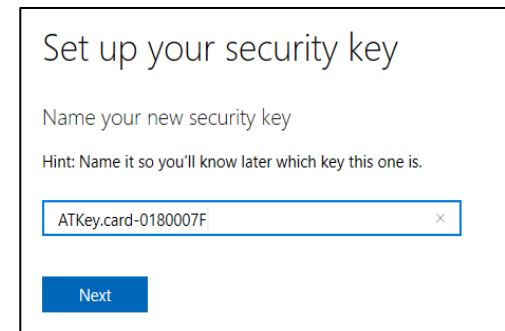 Set up your security key
Name your new security key
Hint: Name it so you'll know later which key this one is.
ATKey.card-0180007F
Next